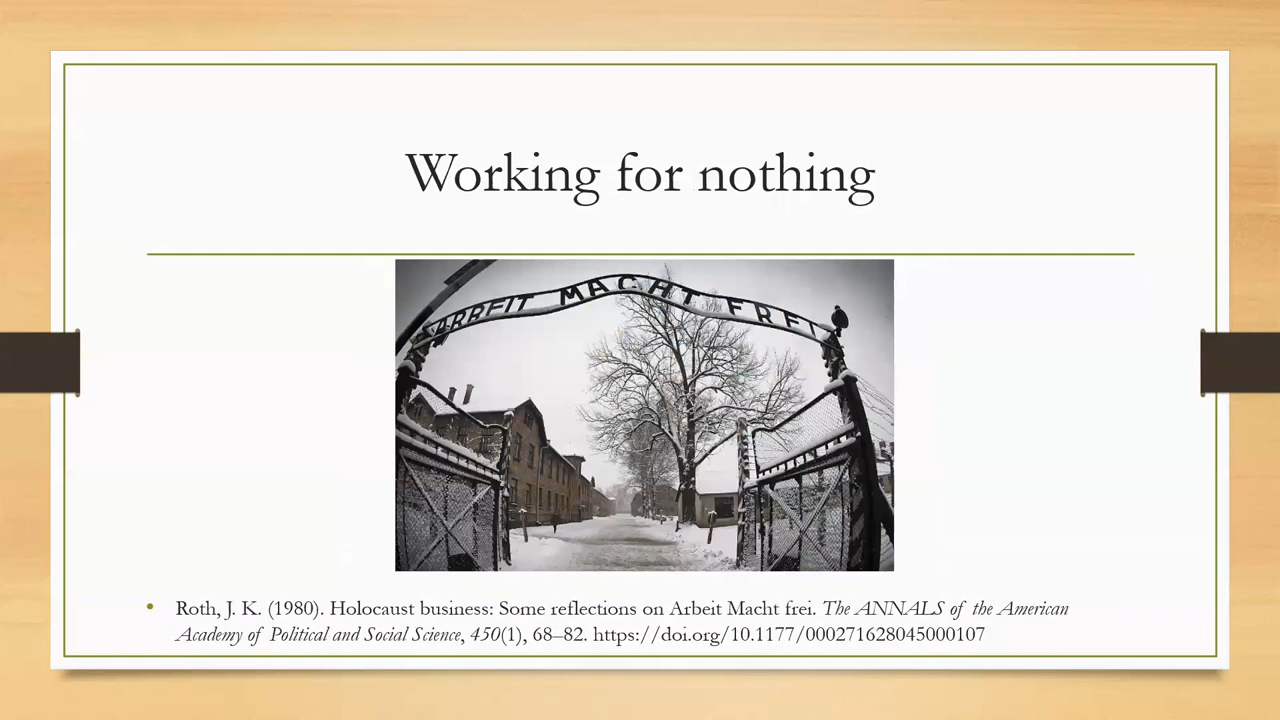 Working for nothing
ARBEIT MACHT FREI
• Roth, J. K. (1980). Holocaust business: Some reflections on Arbeit Macht frei. The ANNALS of the American
Academy of Political and Social Science, 450(1), 68–82. https://doi.org/10.1177/000271628045000107